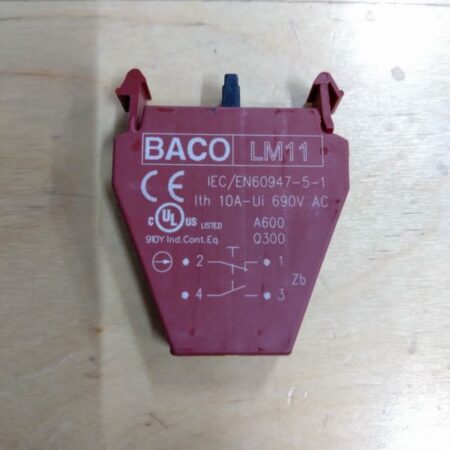 BACO LM11
CE IEC/EN60947-5-1
Ith 10A-Ui 690V AC
C UL US LISTED A600
910Y Ind.Cont.Eq. Q300
2 1
Zb
4 3